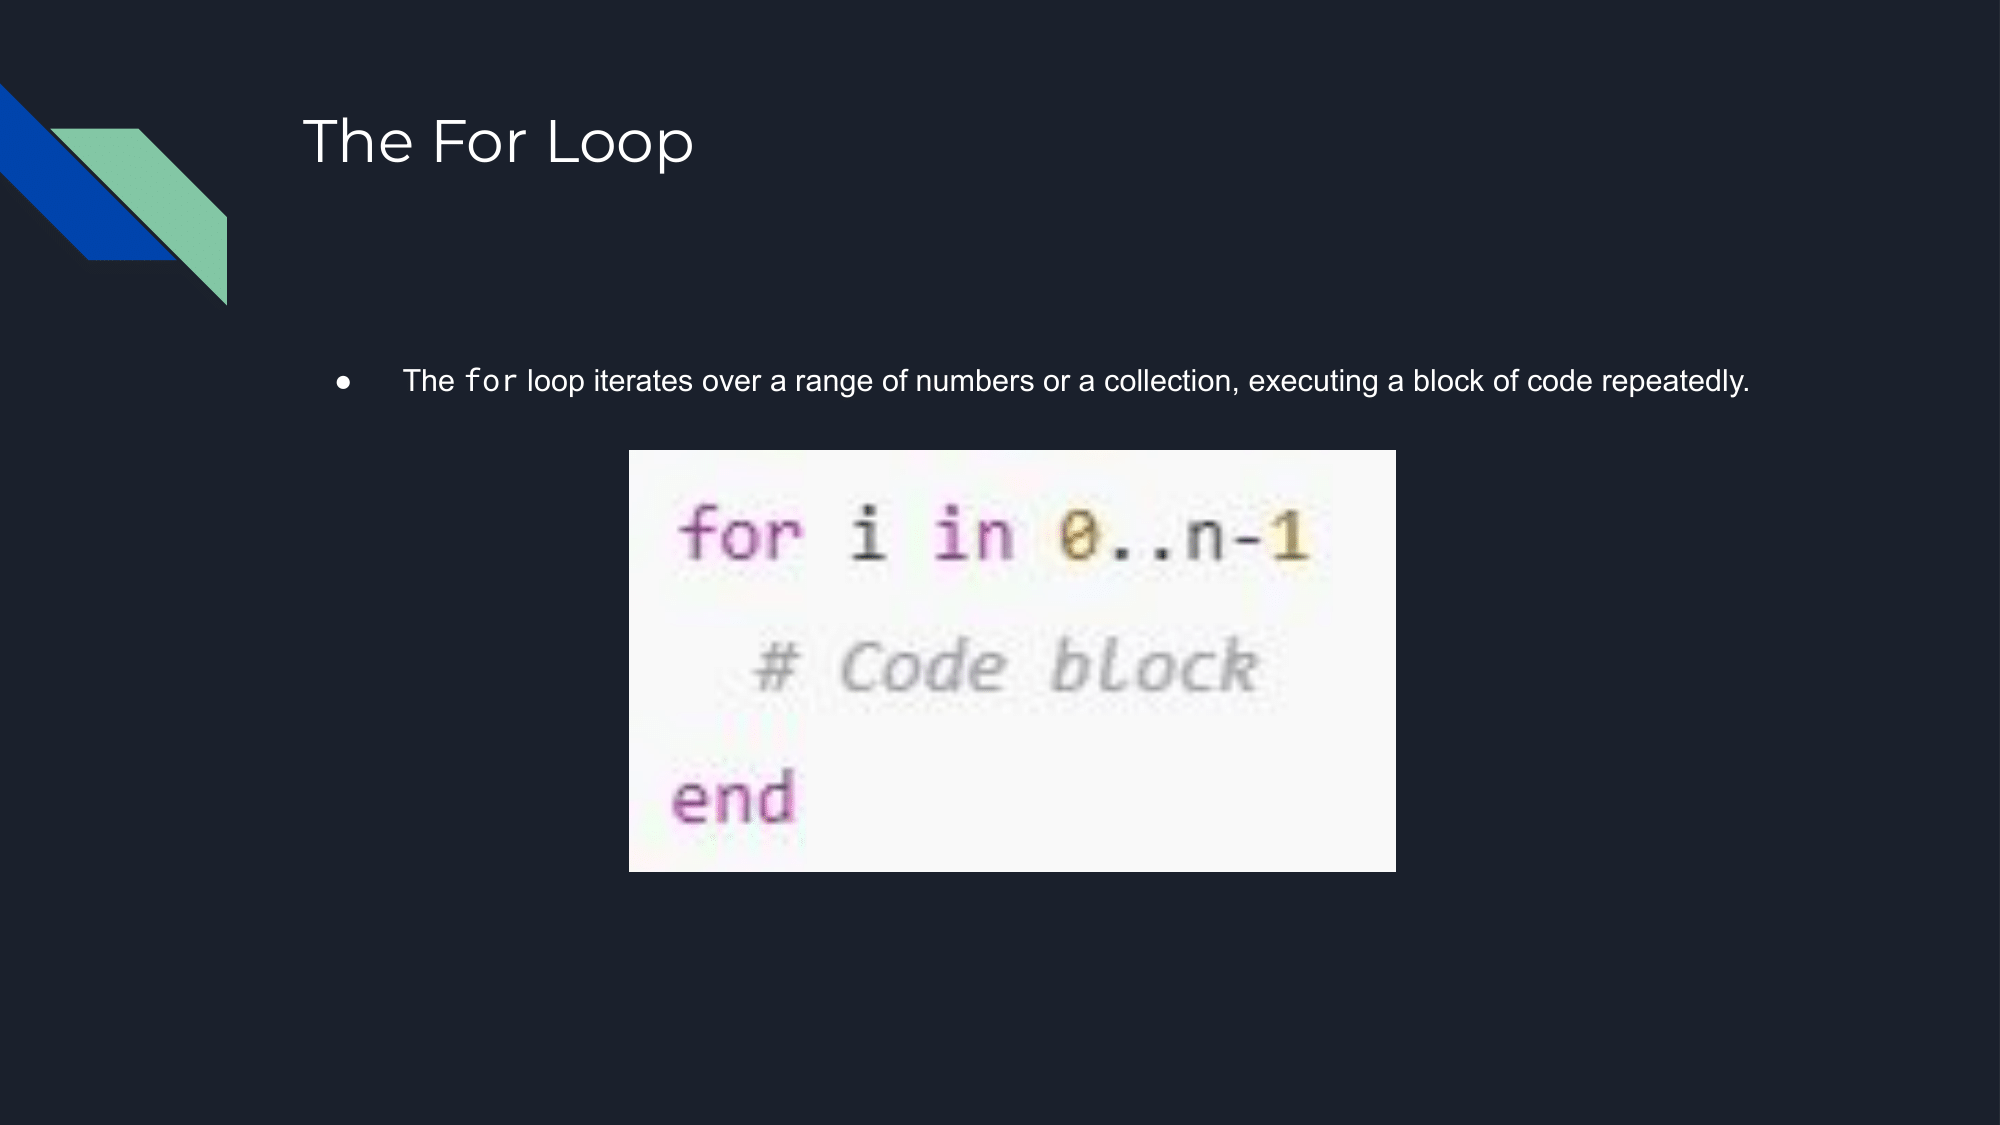 The For Loop
● The for loop iterates over a range of numbers or a collection, executing a block of code repeatedly.
for i in 0..n-1
# Code block
end